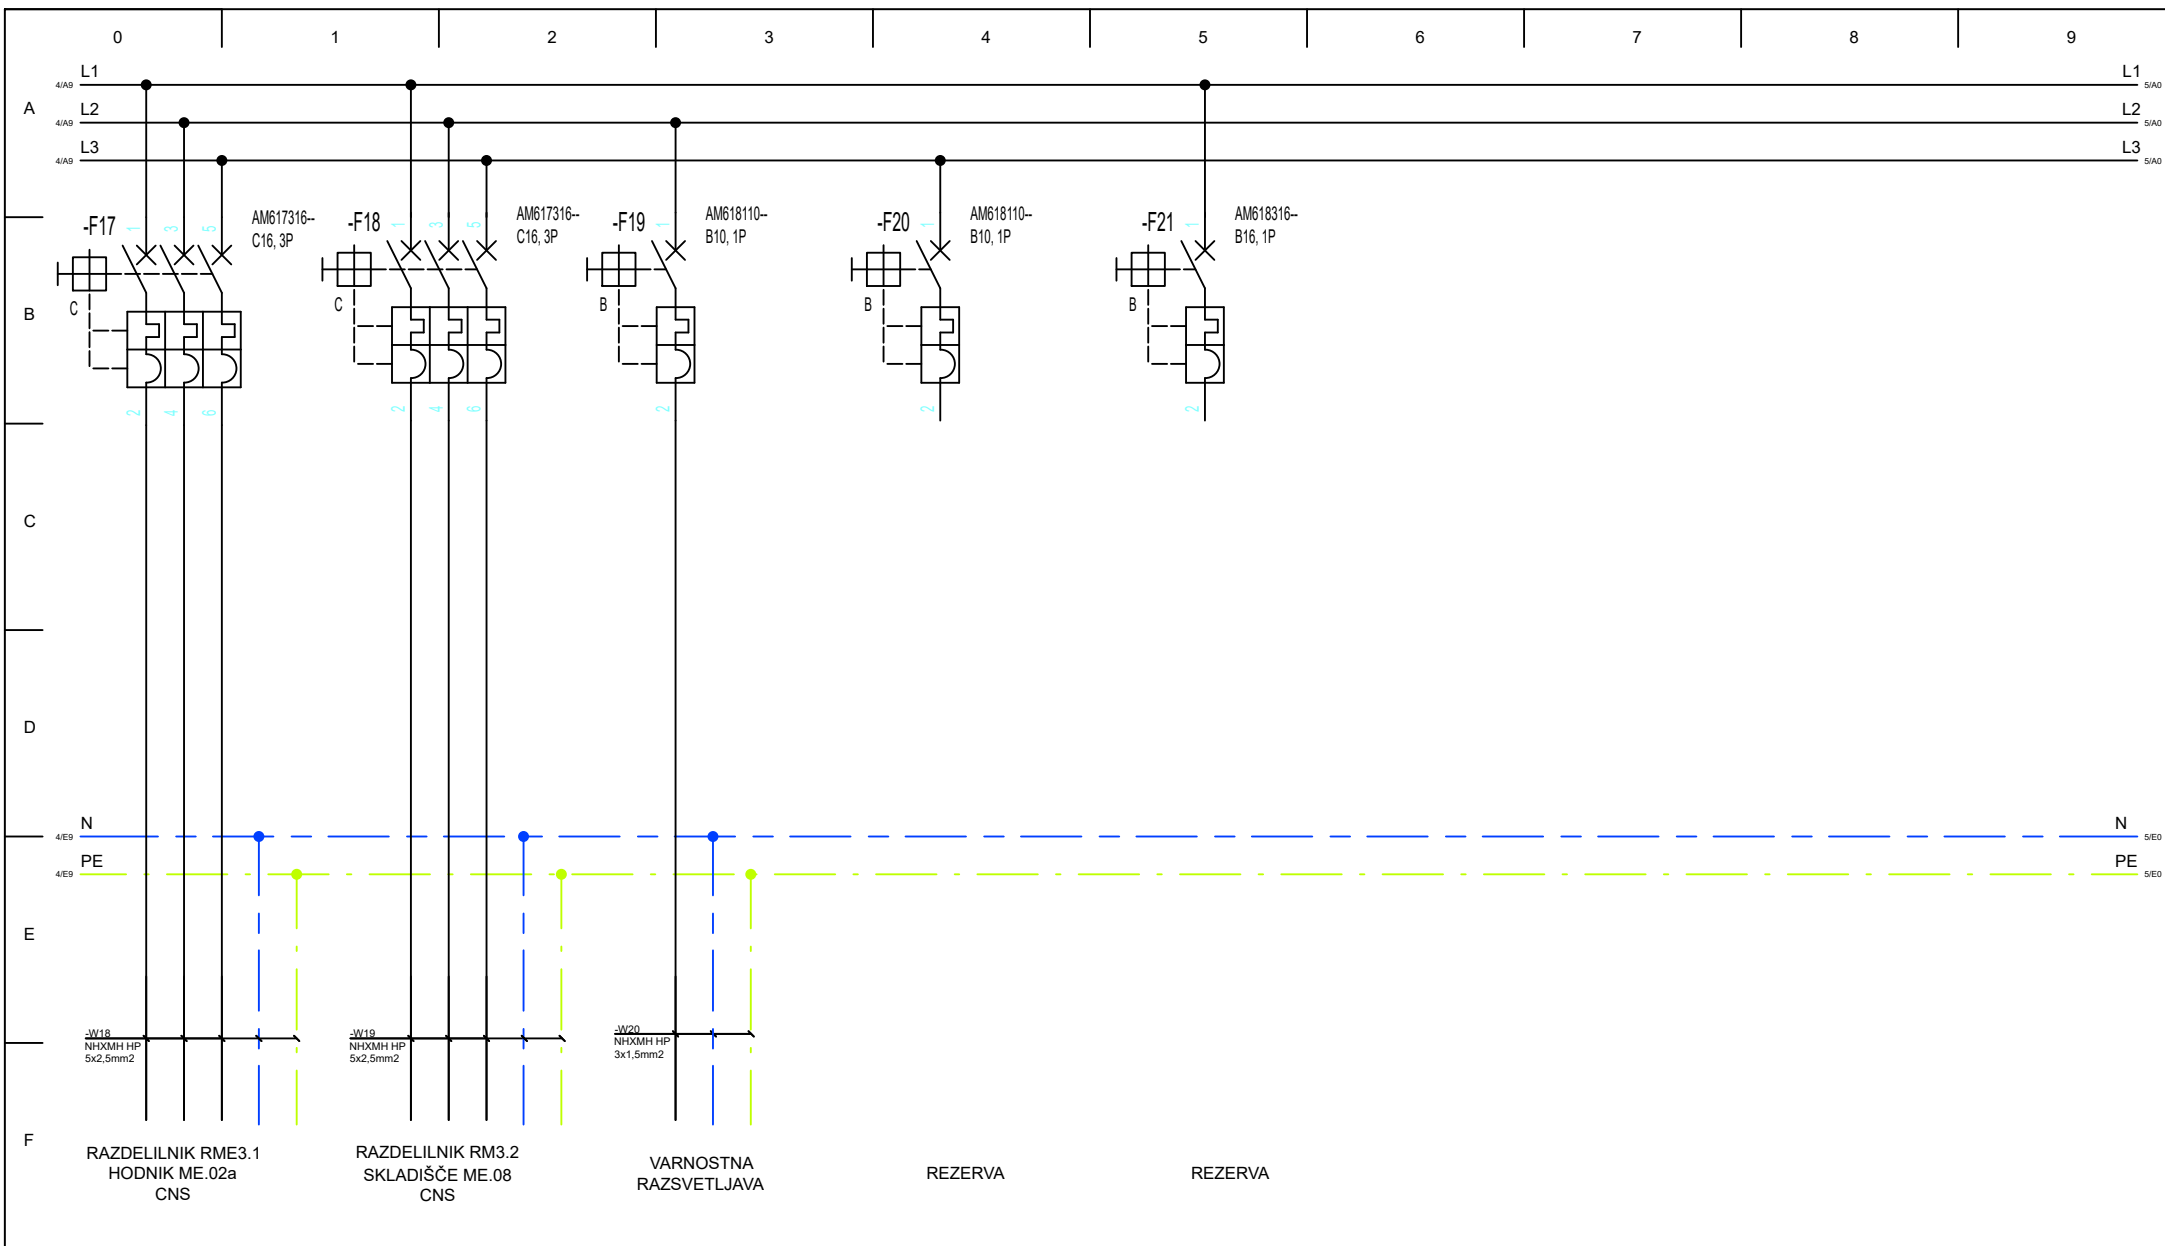 0 1 2 3 4 5 6 7 8 9
A
B
C
D
E
F
4/A9 L1 L1 5/A0
4/A9 L2 L2 5/A0
4/A9 L3 L3 5/A0
-F17 1 3 5
AM617316--
C16, 3P
C
2 4 6
-F18 1 3 5
AM617316--
C16, 3P
C
2 4 6
-F19 1
AM618110--
B10, 1P
B
2
-F20 1
AM618110--
B10, 1P
B
2
-F21 1
AM618316--
B16, 1P
B
2
4/E9 N N 5/E0
4/E9 PE PE 5/E0
-W18
NHXMH HP
5x2,5mm2
-W19
NHXMH HP
5x2,5mm2
-W20
NHXMH HP
3x1,5mm2
RAZDELILNIK RME3.1
HODNIK ME.02a
CNS
RAZDELILNIK RM3.2
SKLADIŠČE ME.08
CNS
VARNOSTNA
RAZSVETLJAVA
REZERVA
REZERVA